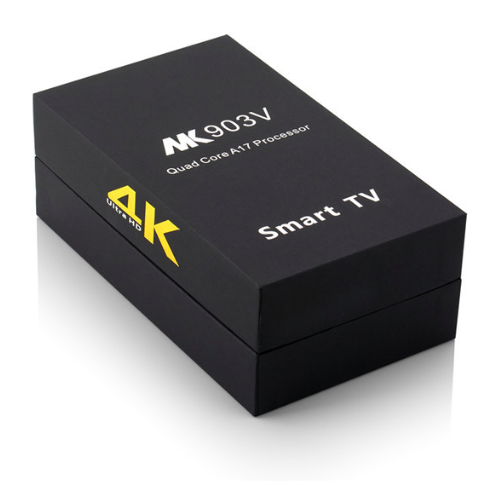 MK903V
Quad Core A17 Processor
Smart TV
4K
Ultra HD